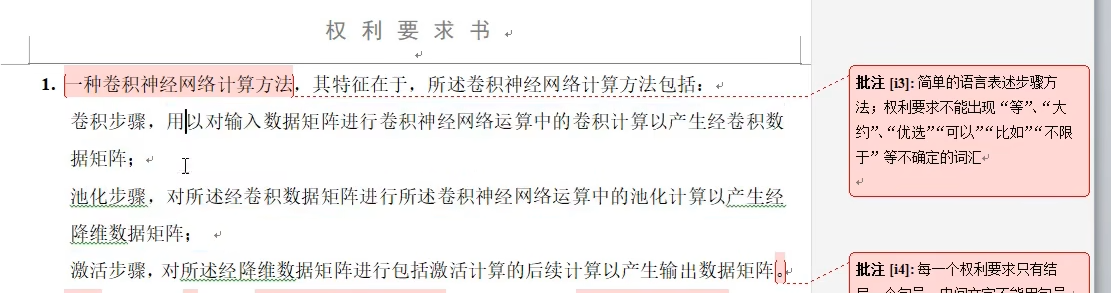 权 利 要 求 书
1. 一种卷积神经网络计算方法，其特征在于，所述卷积神经网络计算方法包括：
卷积步骤，用以对输入数据矩阵进行卷积神经网络运算中的卷积计算以产生经卷积数
据矩阵；
池化步骤，对所述经卷积数据矩阵进行所述卷积神经网络运算中的池化计算以产生经
降维数据矩阵；
激活步骤，对所述经降维数据矩阵进行包括激活计算的后续计算以产生输出数据矩阵。
批注 [i3]: 简单的语言表述步骤方
法；权利要求不能出现“等”、“大
约”、“优选”“可以”“比如”“不限
于” 等不确定的词汇
批注 [i4]: 每一个权利要求只有结